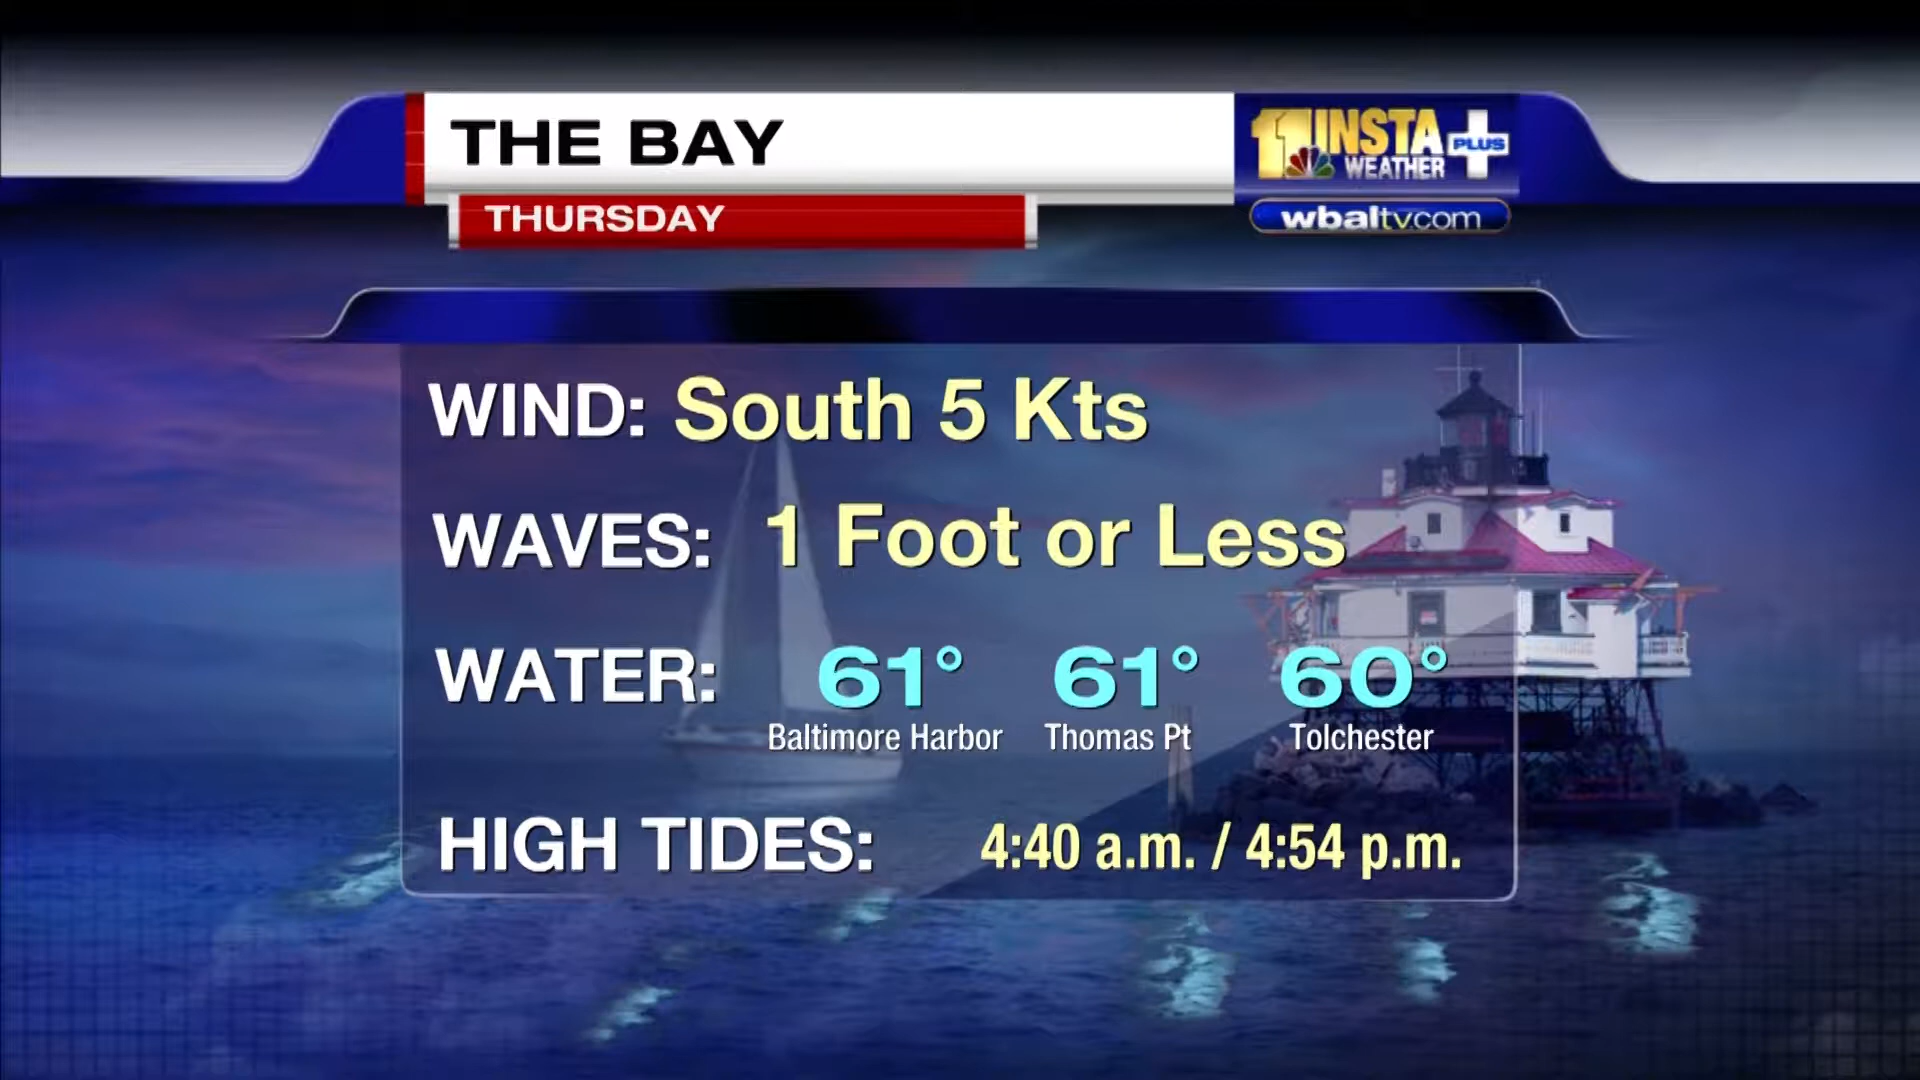 THE BAY
11 INSTA WEATHER PLUS
THURSDAY
wbaltv.com
WIND: South 5 Kts
WAVES: 1 Foot or Less
WATER: 61° 61° 60°
Baltimore Harbor Thomas Pt Tolchester
HIGH TIDES: 4:40 a.m. / 4:54 p.m.